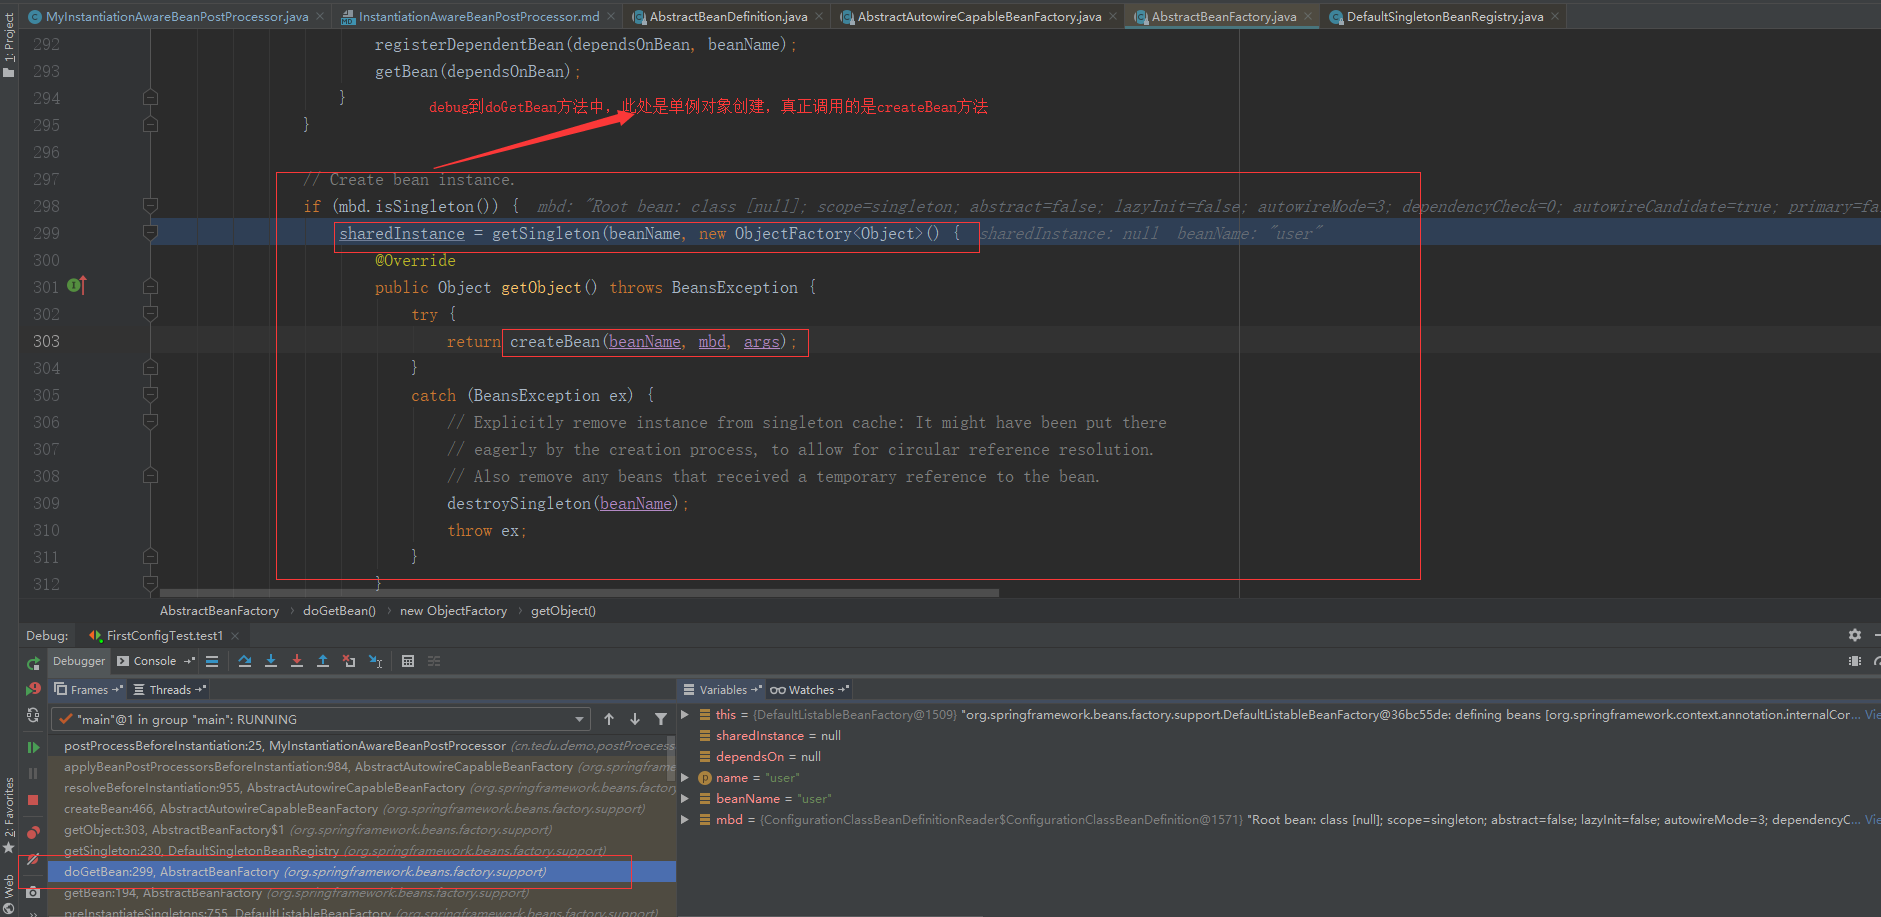 MyInstantiationAwareBeanPostProcessor.java × InstantiationAwareBeanPostProcessor.md × AbstractBeanDefinition.java × AbstractAutowireCapableBeanFactory.java × AbstractBeanFactory.java × DefaultSingletonBeanRegistry.java ×
1: Project
292 registerDependentBean(dependsOnBean, beanName);
293 getBean(dependsOnBean);
294 }
debug到doGetBean方法中，此处是单例对象创建，真正调用的是createBean方法
295 }
296
297 // Create bean instance.
298 if (mbd.isSingleton()) { mbd: "Root bean: class [null]; scope=singleton; abstract=false; lazyInit=false; autowireMode=3; dependencyCheck=0; autowireCandidate=true; primary=fa
299 sharedInstance = getSingleton(beanName, new ObjectFactory<Object>() { sharedInstance: null beanName: "user"
300 @Override
301 public Object getObject() throws BeansException {
302 try {
303 return createBean(beanName, mbd, args);
304 }
305 catch (BeansException ex) {
306 // Explicitly remove instance from singleton cache: It might have been put there
307 // eagerly by the creation process, to allow for circular reference resolution.
308 // Also remove any beans that received a temporary reference to the bean.
309 destroySingleton(beanName);
310 throw ex;
311 }
312 }
AbstractBeanFactory › doGetBean() › new ObjectFactory › getObject()
Debug: FirstConfigTest.test1 ×
Debugger Console
Frames Threads
Variables Watches
"main"@1 in group "main": RUNNING
postProcessBeforeInstantiation:25, MyInstantiationAwareBeanPostProcessor (cn.tedu.demo.postProecess
applyBeanPostProcessorsBeforeInstantiation:984, AbstractAutowireCapableBeanFactory (org.springframe
resolveBeforeInstantiation:955, AbstractAutowireCapableBeanFactory (org.springframework.beans.factory
createBean:466, AbstractAutowireCapableBeanFactory (org.springframework.beans.factory.support)
getObject:303, AbstractBeanFactory$1 (org.springframework.beans.factory.support)
getSingleton:230, DefaultSingletonBeanRegistry (org.springframework.beans.factory.support)
doGetBean:299, AbstractBeanFactory (org.springframework.beans.factory.support)
getBean:194, AbstractBeanFactory (org.springframework.beans.factory.support)
preInstantiateSingletons:755, DefaultListableBeanFactory (org.springframework.beans.factory.support)
this = {DefaultListableBeanFactory@1509} "org.springframework.beans.factory.support.DefaultListableBeanFactory@36bc55de: defining beans [org.springframework.context.annotation.internalCor... Vie
sharedInstance = null
dependsOn = null
name = "user"
beanName = "user"
mbd = {ConfigurationClassBeanDefinitionReader$ConfigurationClassBeanDefinition@1571} "Root bean: class [null]; scope=singleton; abstract=false; lazyInit=false; autowireMode=3; dependencyC... Vie
2: Favorites
Web